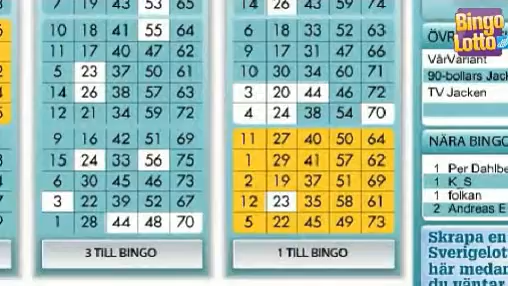 7 19 43 53 65
8 18 41 55 64
11 17 40 47 62
5 23 37 50 61
14 26 38 57 63
12 21 34 59 72
9 16 42 51 69
15 24 33 56 75
6 30 45 46 73
3 22 39 52 67
1 28 44 48 70
3 TILL BINGO
14 26 43 59 74
6 18 33 52 63
9 17 31 47 66
10 30 34 60 71
3 20 44 46 72
4 24 38 54 70
11 27 40 50 64
1 29 41 57 62
2 19 37 51 69
12 23 35 58 61
5 22 45 49 73
1 TILL BINGO
Bingo
Lotto
ÖVR
VårVariant
90-bollars Jack
TV Jacken
NÄRA BINGO
1 Per Dahlbe
1 K_S
1 folkan
2 Andreas E
Skrapa en
Sverigelot
här medan
du väntar